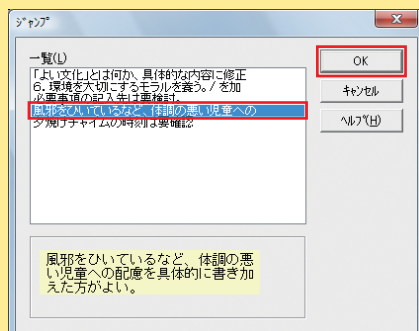 ｼﾞｬﾝﾌﾟ
一覧(L)
「よい文化」とは何か、具体的な内容に修正
6. 環境を大切にするモラルを養う。/ を加
必要事項の記入先は要検討。
風邪をひいているなど、体調の悪い児童への
夕焼けチャイムの時刻は要確認
OK
ｷｬﾝｾﾙ
ﾍﾙﾌﾟ(H)
風邪をひいているなど、体調の悪
い児童への配慮を具体的に書き加
えた方がよい。